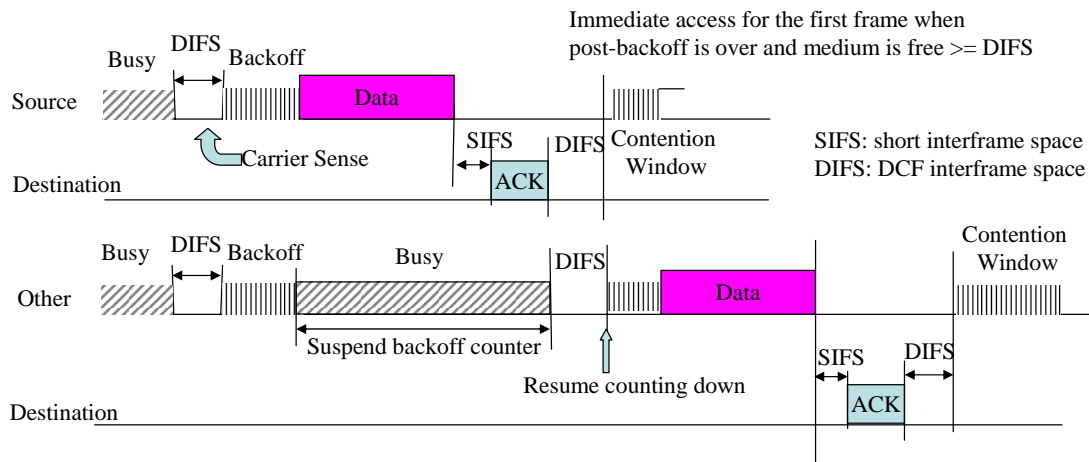 Immediate access for the first frame when
post-backoff is over and medium is free >= DIFS
DIFS
Busy
Backoff
Source
Data
Carrier Sense
SIFS
DIFS
Contention
Window
SIFS: short interframe space
DIFS: DCF interframe space
Destination
ACK
Busy
DIFS
Backoff
Busy
DIFS
Contention
Window
Other
Data
Suspend backoff counter
Resume counting down
SIFS
DIFS
Destination
ACK